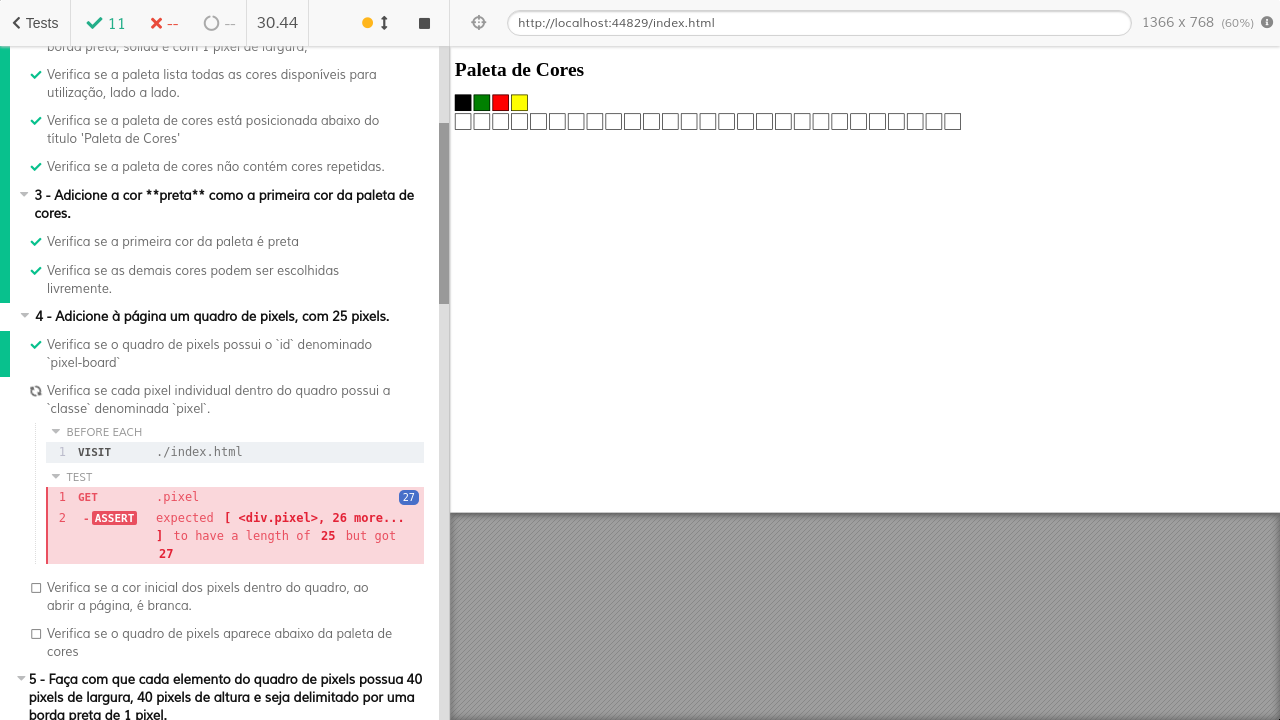 Tests
11
--
--
30.44
http://localhost:44829/index.html
1366 x 768 (60%)
borda preta, sólida e com 1 pixel de largura;
Verifica se a paleta lista todas as cores disponíveis para
utilização, lado a lado.
Verifica se a paleta de cores está posicionada abaixo do
título 'Paleta de Cores'
Verifica se a paleta de cores não contém cores repetidas.
3 - Adicione a cor **preta** como a primeira cor da paleta de
cores.
Verifica se a primeira cor da paleta é preta
Verifica se as demais cores podem ser escolhidas
livremente.
4 - Adicione à página um quadro de pixels, com 25 pixels.
Verifica se o quadro de pixels possui o `id` denominado
`pixel-board`
Verifica se cada pixel individual dentro do quadro possui a
`classe` denominada `pixel`.
BEFORE EACH
1 VISIT ./index.html
TEST
1 GET .pixel 27
2 -ASSERT expected [ <div.pixel>, 26 more...
] to have a length of 25 but got
27
Verifica se a cor inicial dos pixels dentro do quadro, ao
abrir a página, é branca.
Verifica se o quadro de pixels aparece abaixo da paleta de
cores
5 - Faça com que cada elemento do quadro de pixels possua 40
pixels de largura, 40 pixels de altura e seja delimitado por uma
borda preta de 1 pixel.
Paleta de Cores